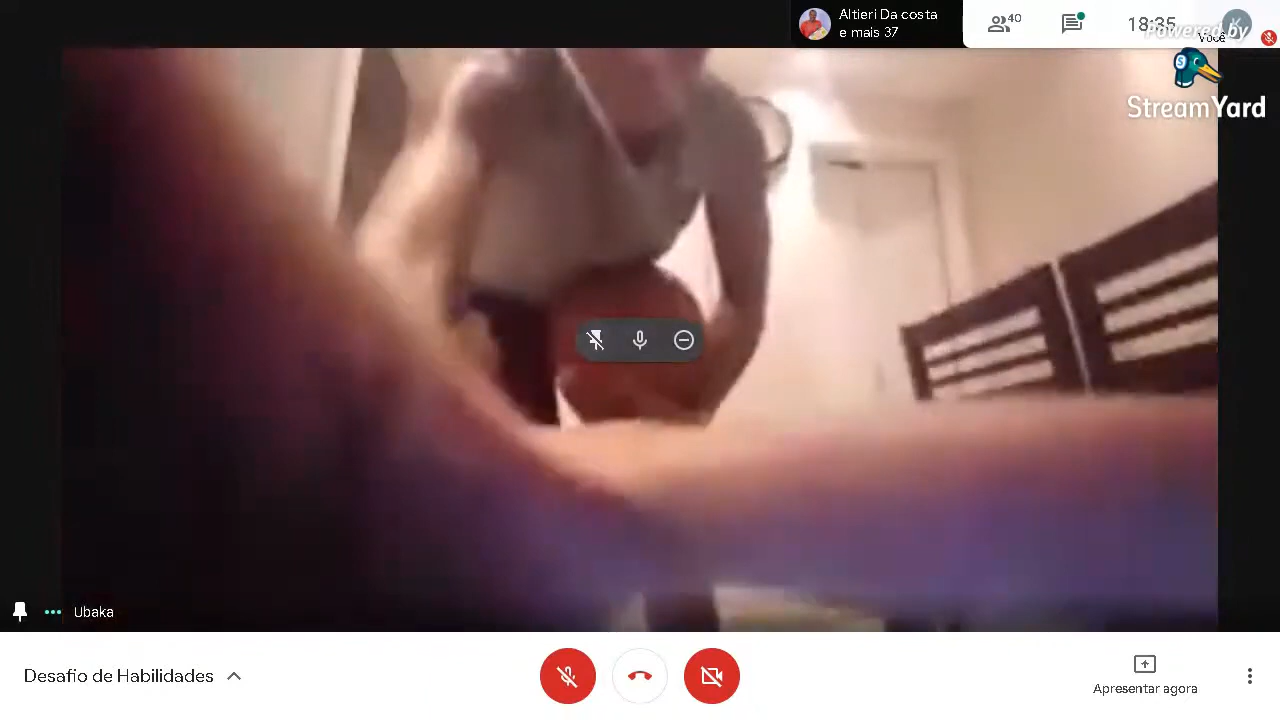 Altieri Da costa
e mais 37
40
18:35
Você
Powered by
StreamYard
Ubaka
Desafio de Habilidades
Apresentar agora